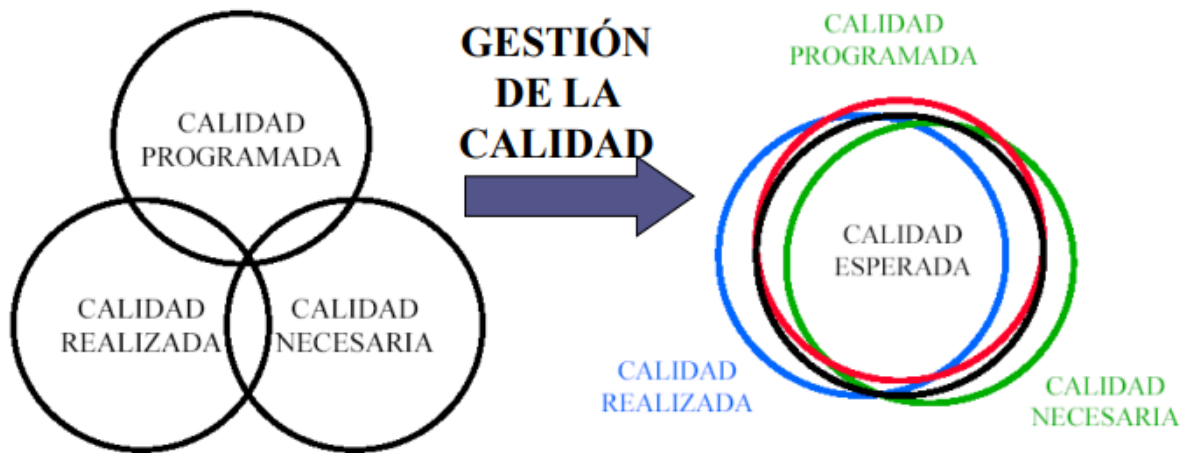 CALIDAD
PROGRAMADA
CALIDAD
REALIZADA
CALIDAD
NECESARIA
GESTIÓN
DE LA
CALIDAD
CALIDAD
PROGRAMADA
CALIDAD
ESPERADA
CALIDAD
REALIZADA
CALIDAD
NECESARIA